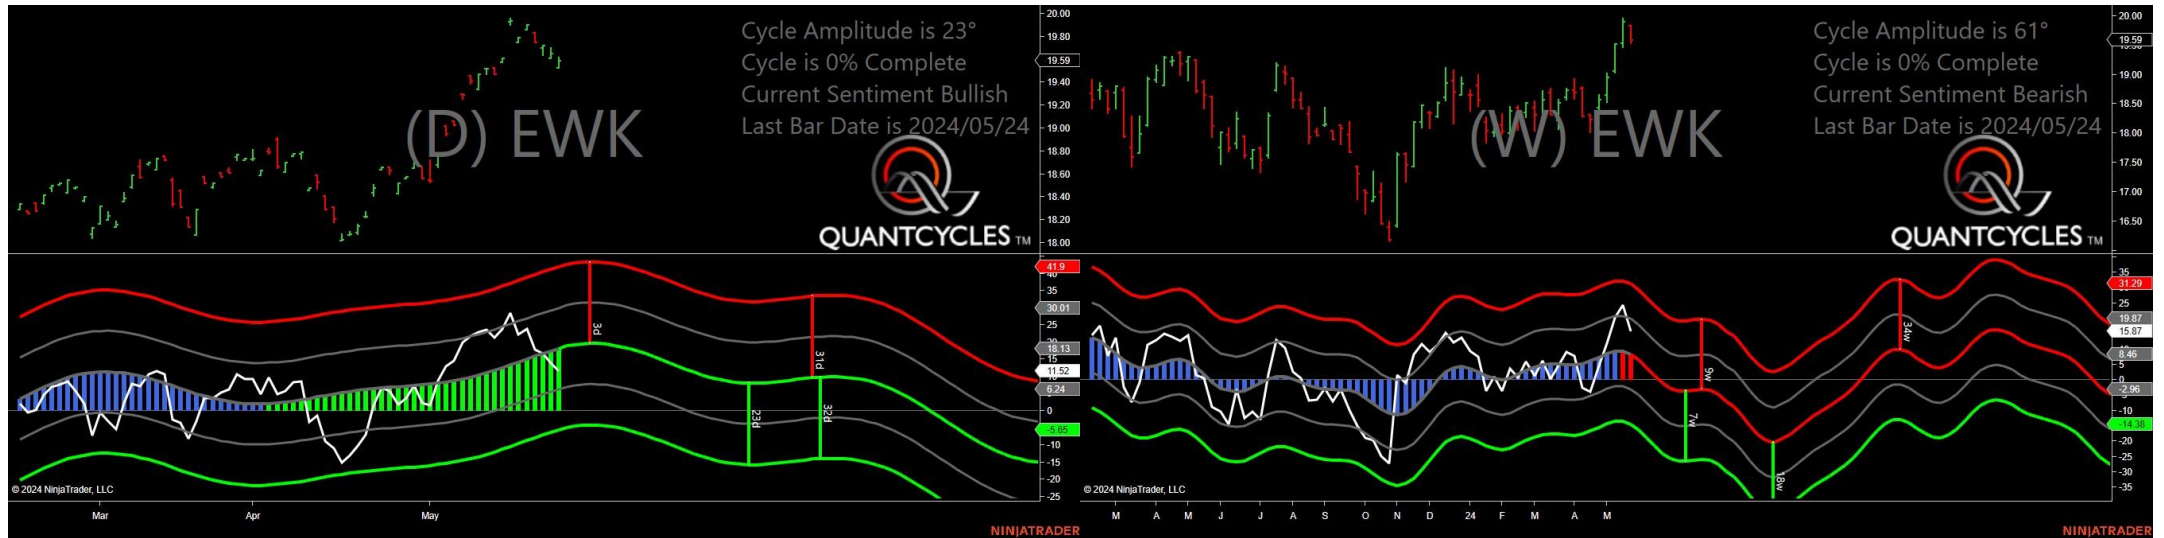 Cycle Amplitude is 23°
Cycle is 0% Complete
Current Sentiment Bullish
Last Bar Date is 2024/05/24
(D) EWK
QUANTCYCLES TM
20.00
19.80
19.59
19.40
19.20
19.00
18.80
18.60
18.40
18.20
18.00
41.9
40
35
30.01
25
18.13
15
11.52
6.24
0
-5.65
-10
-15
-20
-25
3d
31d
23d
32d
© 2024 NinjaTrader, LLC
Mar Apr May
NINJATRADER
Cycle Amplitude is 61°
Cycle is 0% Complete
Current Sentiment Bearish
Last Bar Date is 2024/05/24
(W) EWK
QUANTCYCLES TM
20.00
19.59
19.00
18.50
18.00
17.50
17.00
16.50
35
31.29
25
19.87
15.87
8.46
0
-2.96
-10
-14.38
-20
-25
-30
-35
9w
7w
18w
34w
© 2024 NinjaTrader, LLC
M A M J J A S O N D 24 F M A M
NINJATRADER